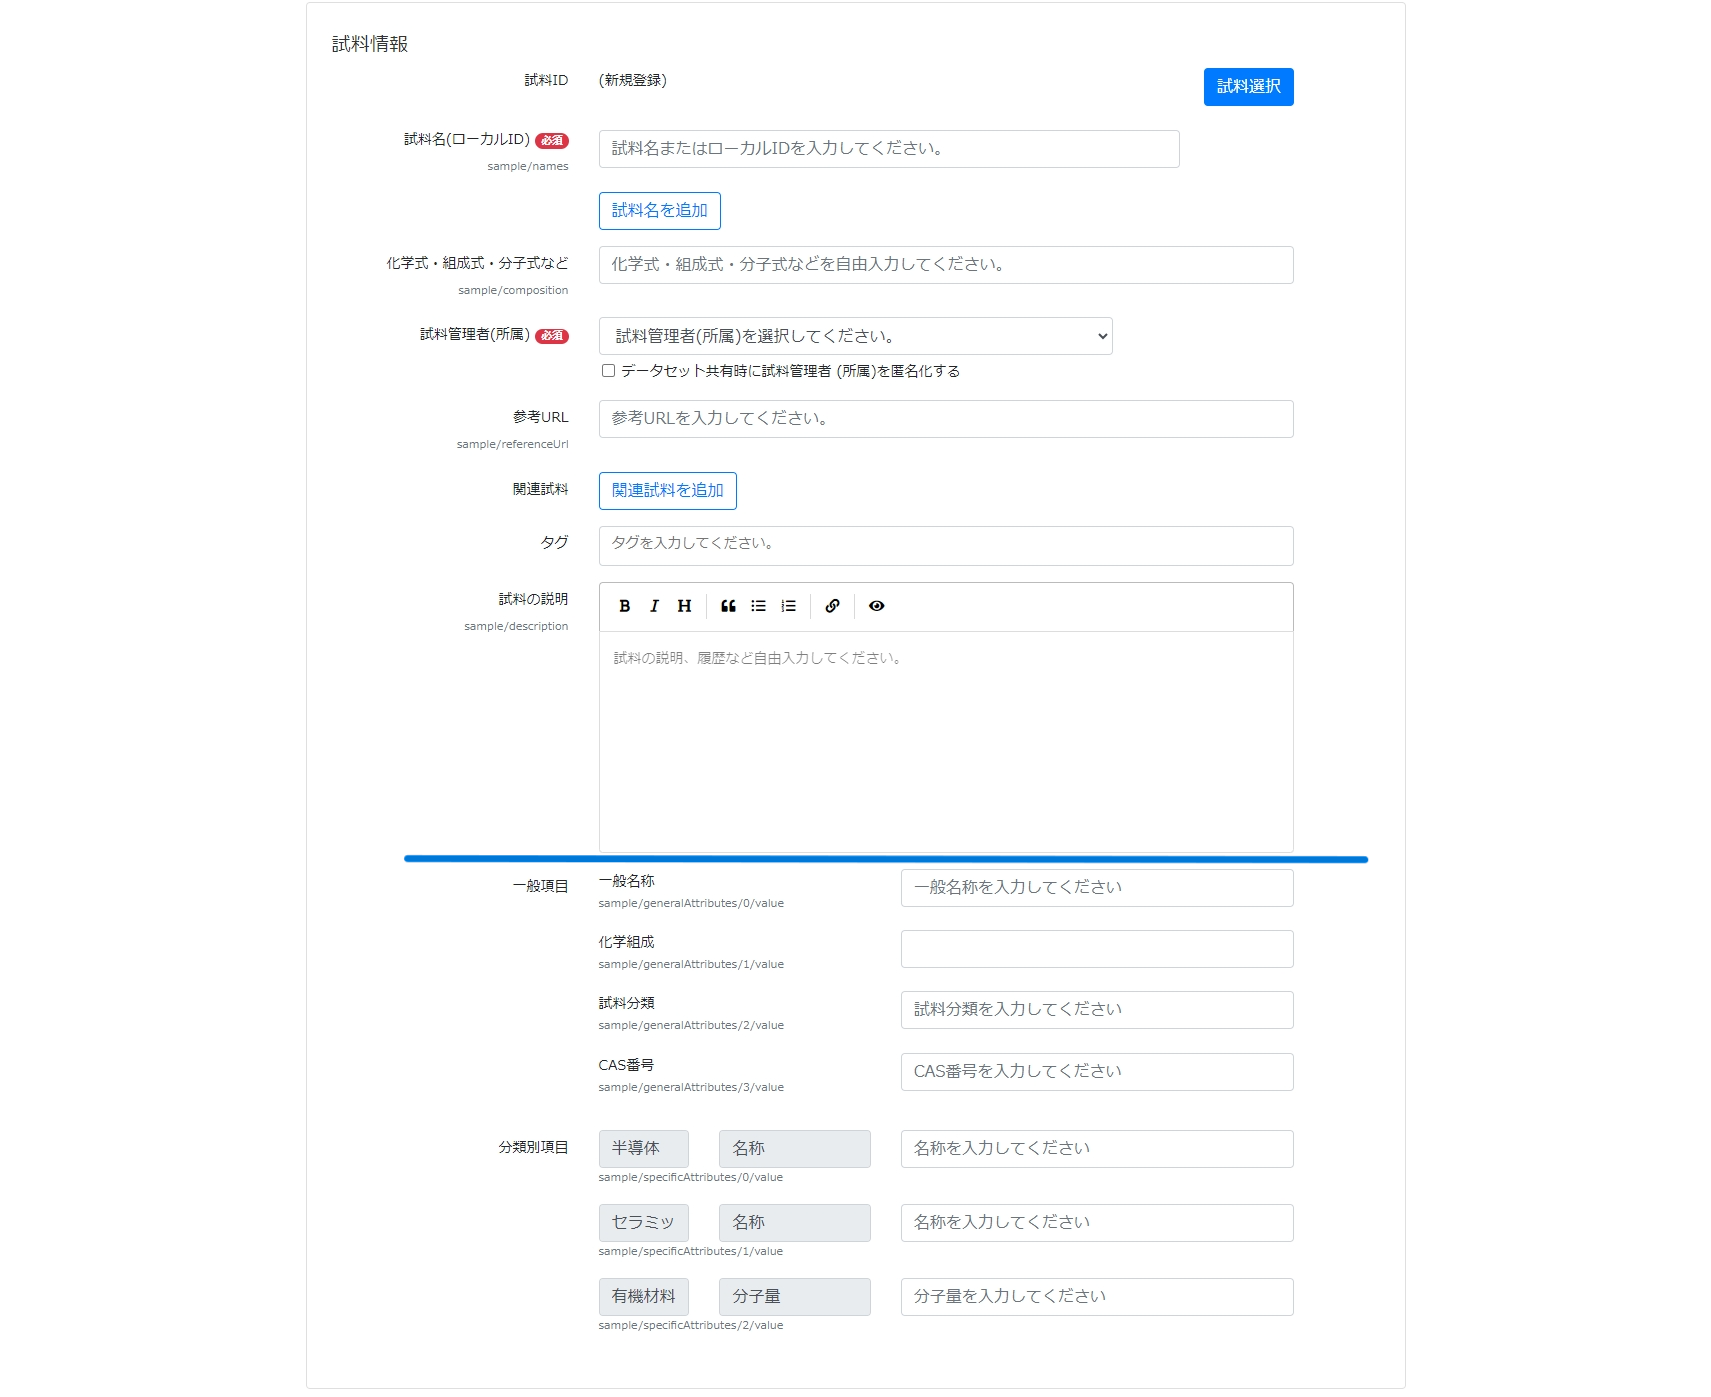 試料情報
試料ID (新規登録) 試料選択
試料名(ローカルID) 必須 試料名またはローカルIDを入力してください。
sample/names
試料名を追加
化学式・組成式・分子式など 化学式・組成式・分子式などを自由入力してください。
sample/composition
試料管理者(所属) 必須 試料管理者(所属)を選択してください。
データセット共有時に試料管理者 (所属)を匿名化する
参考URL 参考URLを入力してください。
sample/referenceUrl
関連試料 関連試料を追加
タグ タグを入力してください。
試料の説明 B I H
sample/description
試料の説明、履歴など自由入力してください。
一般項目 一般名称 一般名称を入力してください
sample/generalAttributes/0/value
化学組成
sample/generalAttributes/1/value
試料分類 試料分類を入力してください
sample/generalAttributes/2/value
CAS番号 CAS番号を入力してください
sample/generalAttributes/3/value
分類別項目 半導体 名称 名称を入力してください
sample/specificAttributes/0/value
セラミッ 名称 名称を入力してください
sample/specificAttributes/1/value
有機材料 分子量 分子量を入力してください
sample/specificAttributes/2/value